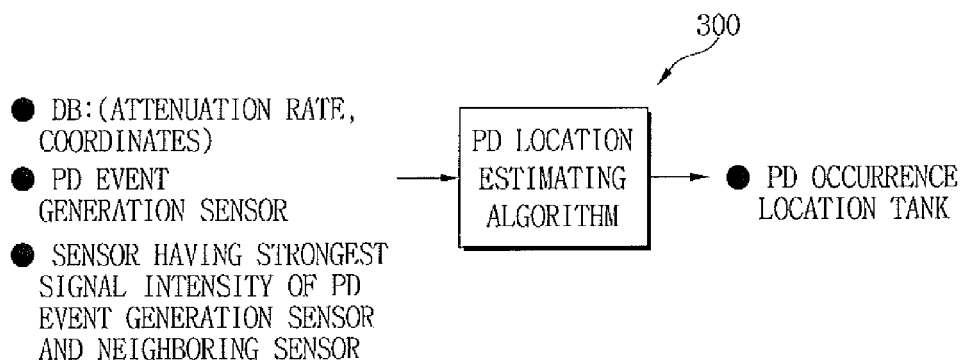 300
● DB:(ATTENUATION RATE,
COORDINATES)
● PD EVENT
GENERATION SENSOR
● SENSOR HAVING STRONGEST
SIGNAL INTENSITY OF PD
EVENT GENERATION SENSOR
AND NEIGHBORING SENSOR
PD LOCATION
ESTIMATING
ALGORITHM
● PD OCCURRENCE
LOCATION TANK